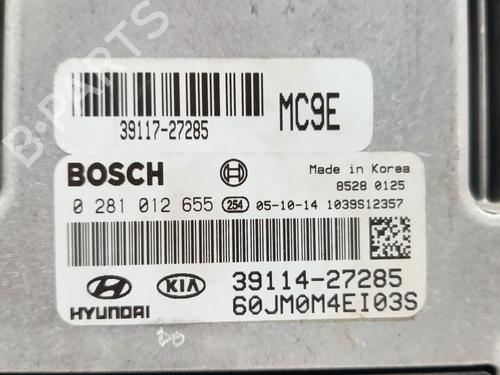 B-PARTS
MC9E
39117-27285
BOSCH
Made in Korea
8528 0125
0 281 012 655 254 05-10-14 1039S12357
HYUNDAI KIA
39114-27285
60JM0M4EI03S